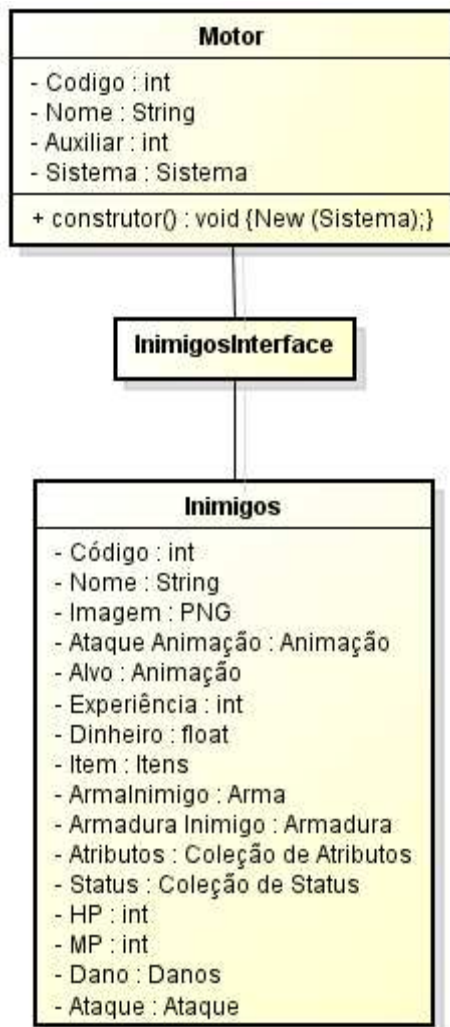 Motor
- Codigo : int
- Nome : String
- Auxiliar : int
- Sistema : Sistema
+ construtor() : void {New (Sistema);}
InimigosInterface
Inimigos
- Código : int
- Nome : String
- Imagem : PNG
- Ataque Animação : Animação
- Alvo : Animação
- Experiência : int
- Dinheiro : float
- Item : Itens
- ArmaInimigo : Arma
- Armadura Inimigo : Armadura
- Atributos : Coleção de Atributos
- Status : Coleção de Status
- HP : int
- MP : int
- Dano : Danos
- Ataque : Ataque